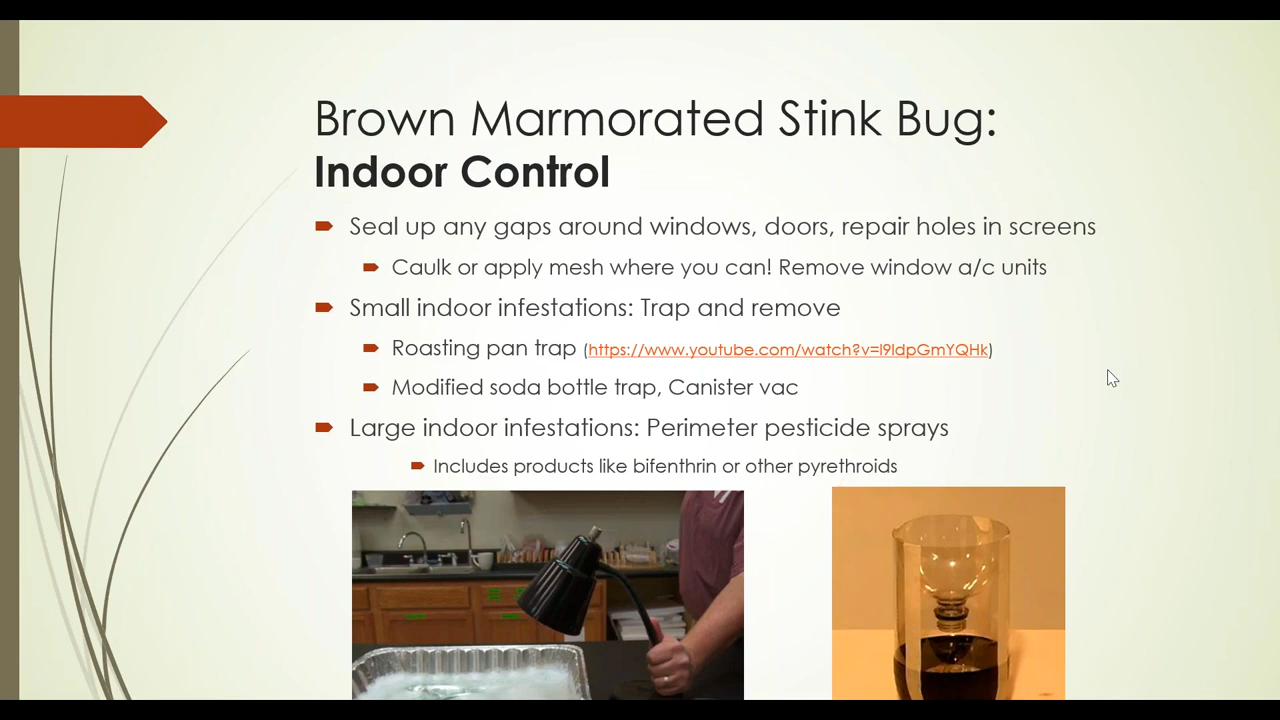 Brown Marmorated Stink Bug:
Indoor Control
Seal up any gaps around windows, doors, repair holes in screens
Caulk or apply mesh where you can! Remove window a/c units
Small indoor infestations: Trap and remove
Roasting pan trap (https://www.youtube.com/watch?v=I9ldpGmYQHk)
Modified soda bottle trap, Canister vac
Large indoor infestations: Perimeter pesticide sprays
Includes products like bifenthrin or other pyrethroids